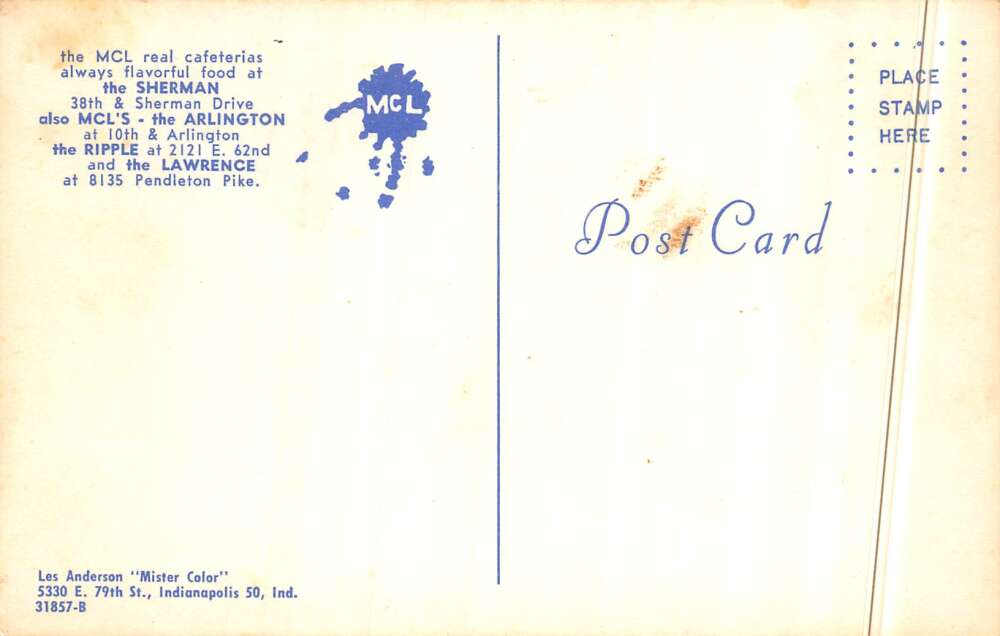 the MCL real cafeterias
always flavorful food at
the SHERMAN
38th & Sherman Drive
also MCL'S - the ARLINGTON
at 10th & Arlington
the RIPPLE at 2121 E. 62nd
and the LAWRENCE
at 8135 Pendleton Pike.
MCL
PLACE
STAMP
HERE
Post Card
Les Anderson "Mister Color"
5330 E. 79th St., Indianapolis 50, Ind.
31857-B